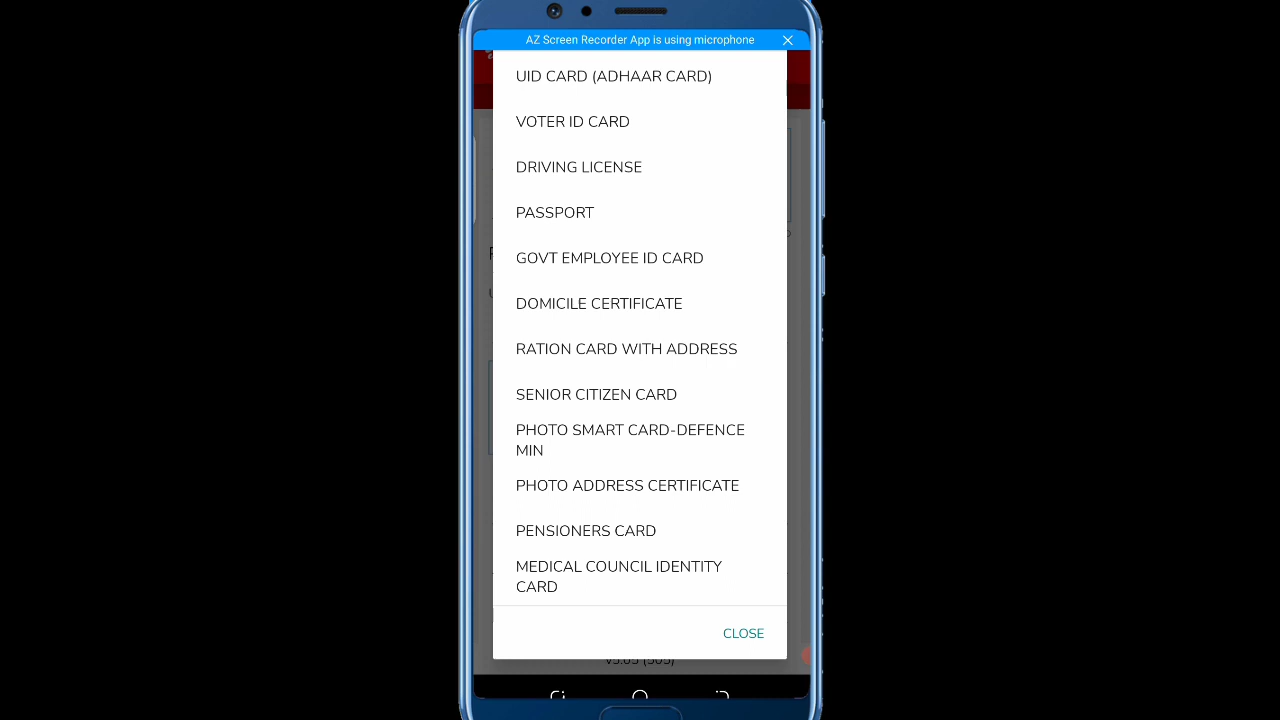 AZ Screen Recorder App is using microphone
UID CARD (ADHAAR CARD)
VOTER ID CARD
DRIVING LICENSE
PASSPORT
GOVT EMPLOYEE ID CARD
DOMICILE CERTIFICATE
RATION CARD WITH ADDRESS
SENIOR CITIZEN CARD
PHOTO SMART CARD-DEFENCE
MIN
PHOTO ADDRESS CERTIFICATE
PENSIONERS CARD
MEDICAL COUNCIL IDENTITY
CARD
CLOSE